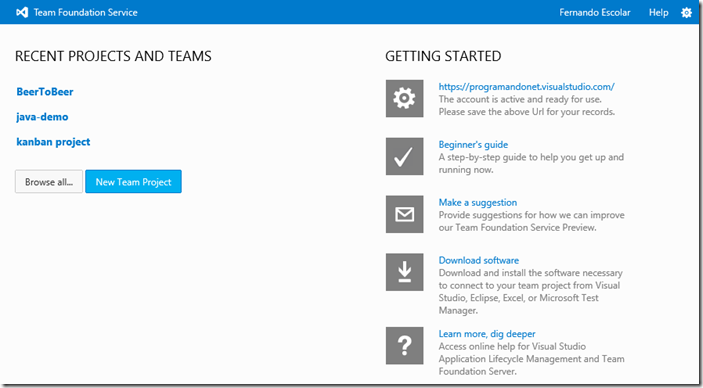 Team Foundation Service
Fernando Escolar
Help
RECENT PROJECTS AND TEAMS
BeerToBeer
java-demo
kanban project
Browse all...
New Team Project
GETTING STARTED
https://programandonet.visualstudio.com/
The account is active and ready for use.
Please save the above Url for your records.
Beginner's guide
A step-by-step guide to help you get up and
running now.
Make a suggestion
Provide suggestions for how we can improve
our Team Foundation Service Preview.
Download software
Download and install the software necessary
to connect to your team project from Visual
Studio, Eclipse, Excel, or Microsoft Test
Manager.
?
Learn more, dig deeper
Access online help for Visual Studio
Application Lifecycle Management and Team
Foundation Server.